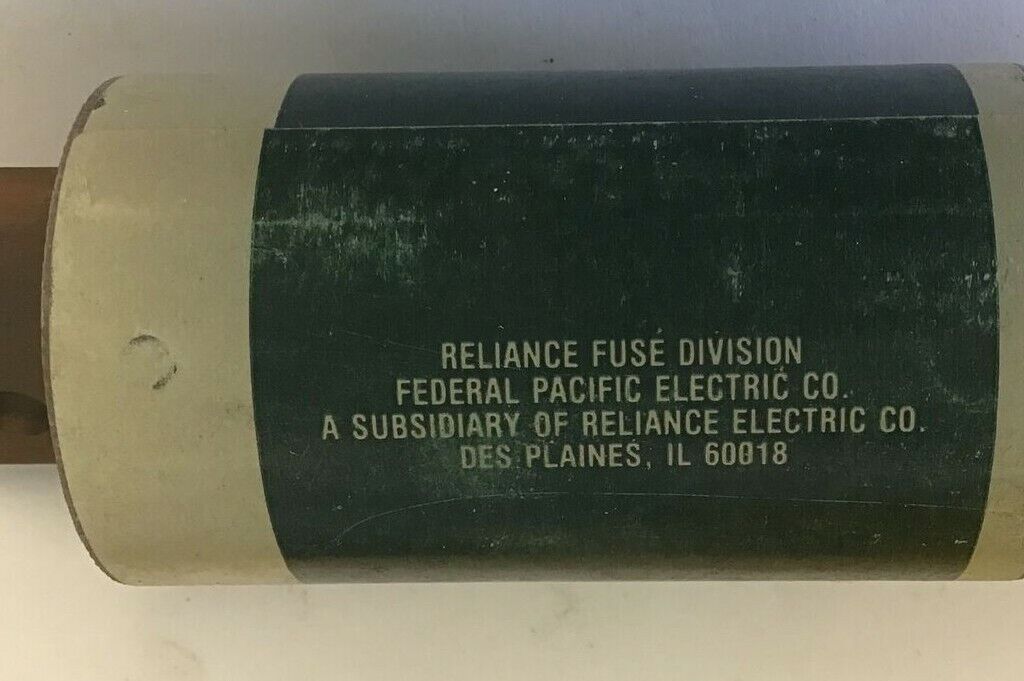 RELIANCE FUSE DIVISION
FEDERAL PACIFIC ELECTRIC CO.
A SUBSIDIARY OF RELIANCE ELECTRIC CO.
DES PLAINES, IL 60018